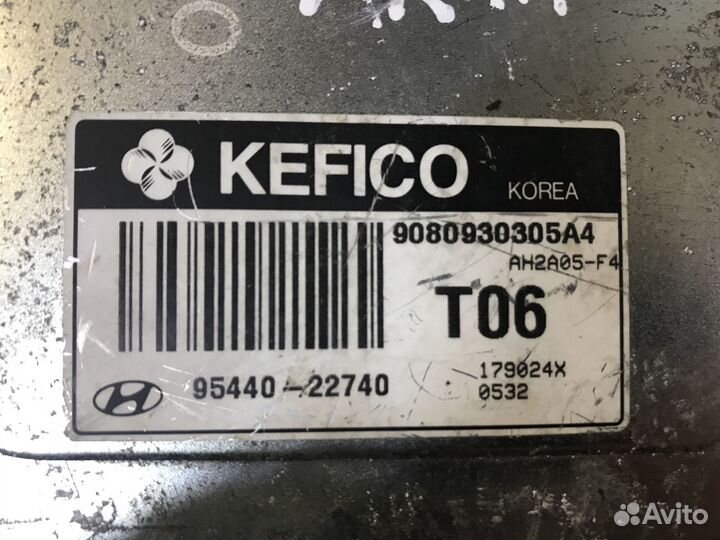 KEFICO KOREA
9080930305A4
AH2A05-F4
T06
95440-22740
179024X
0532
Avito